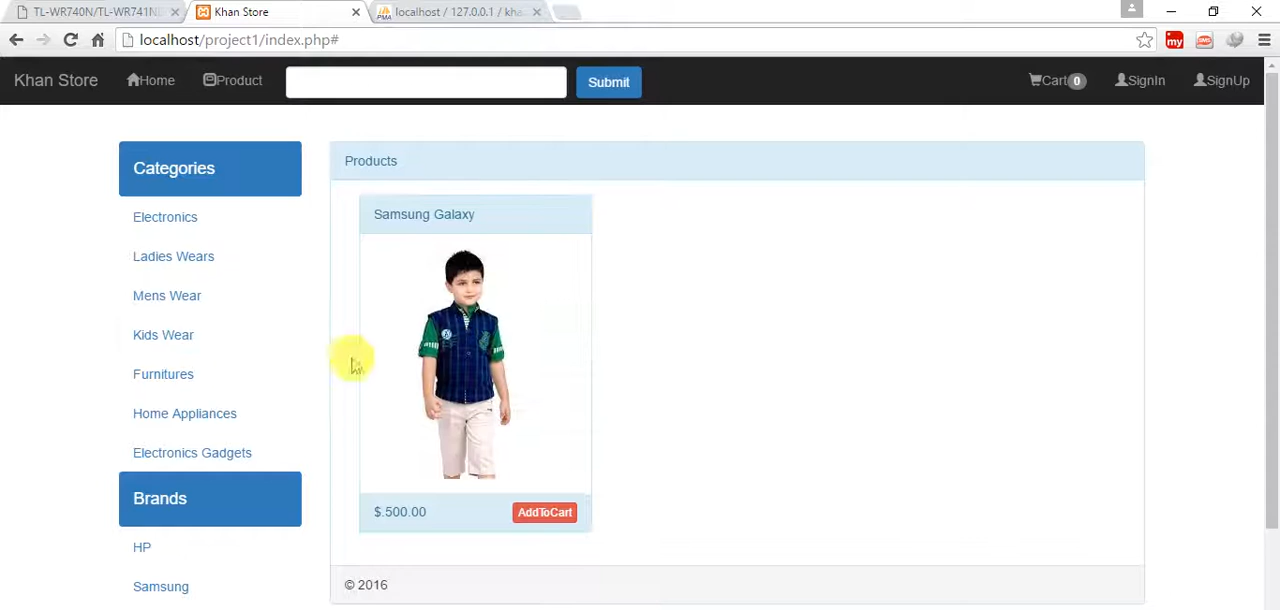 TL-WR740N/TL-WR741ND
Khan Store
localhost / 127.0.0.1 / kha
localhost/project1/index.php#
Khan Store
Home
Product
Submit
Cart 0
SignIn
SignUp
Categories
Electronics
Ladies Wears
Mens Wear
Kids Wear
Furnitures
Home Appliances
Electronics Gadgets
Brands
HP
Samsung
Products
Samsung Galaxy
$.500.00
AddToCart
© 2016